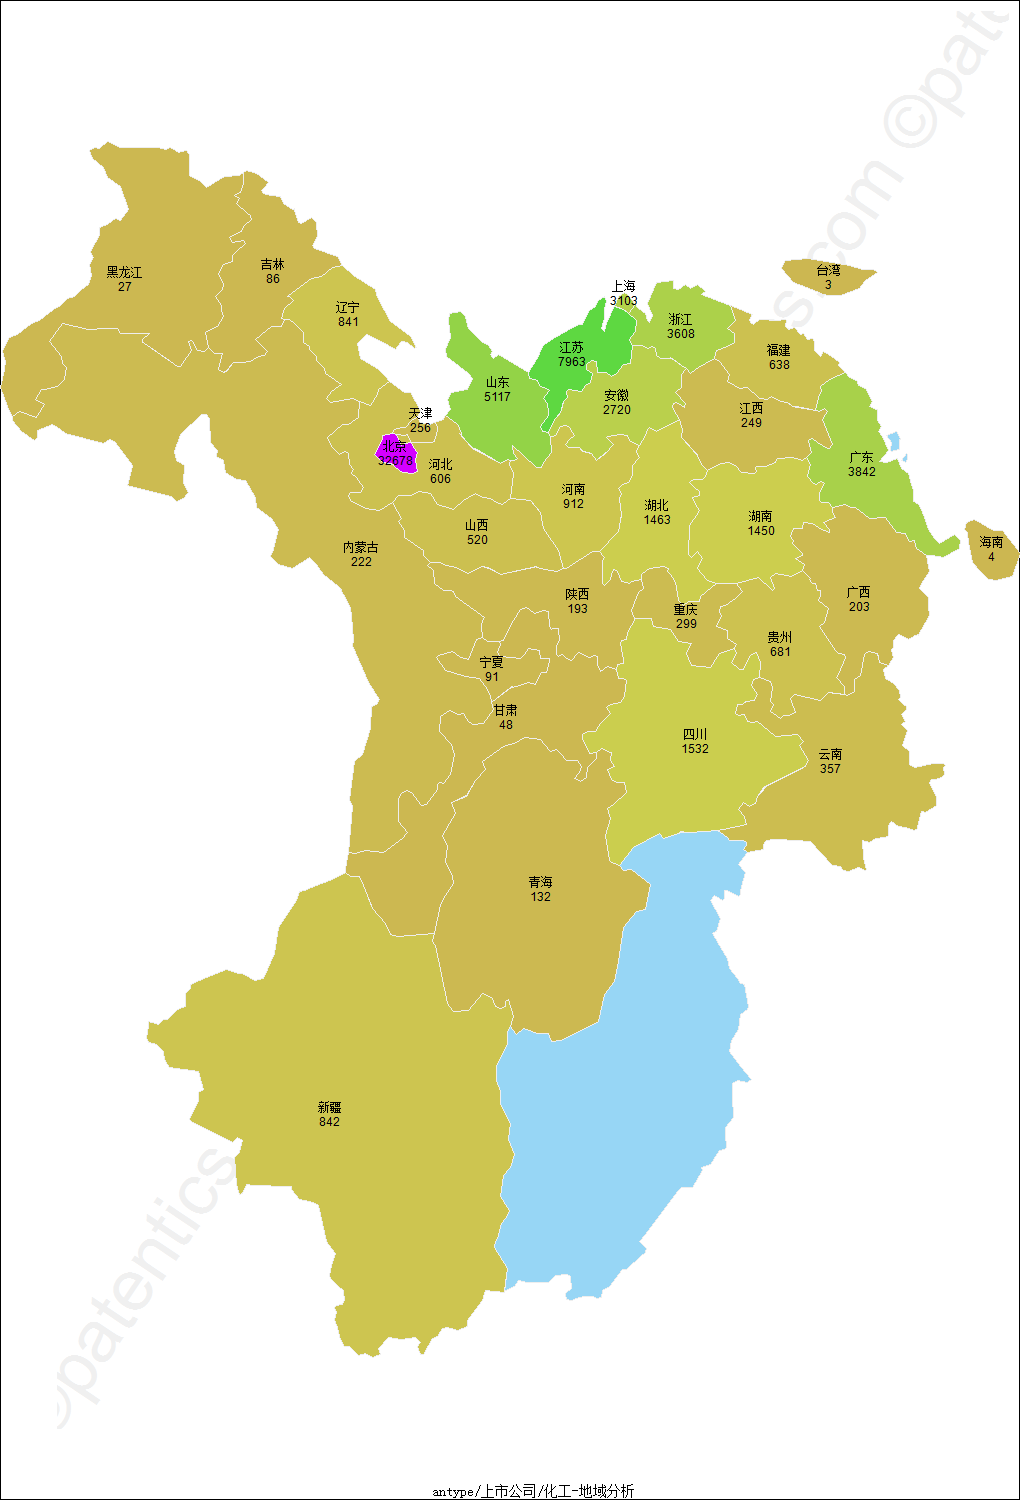 ©patentics.com ©patentics
黑龙江
27
吉林
86
辽宁
841
上海
3103
台湾
3
浙江
3608
江苏
7963
福建
638
山东
5117
安徽
2720
江西
249
天津
256
北京
32678
河北
606
广东
3842
河南
912
湖北
1463
湖南
1450
山西
520
内蒙古
222
海南
4
陕西
193
重庆
299
广西
203
贵州
681
宁夏
91
甘肃
48
四川
1532
云南
357
青海
132
新疆
842
antype/上市公司/化工-地域分析